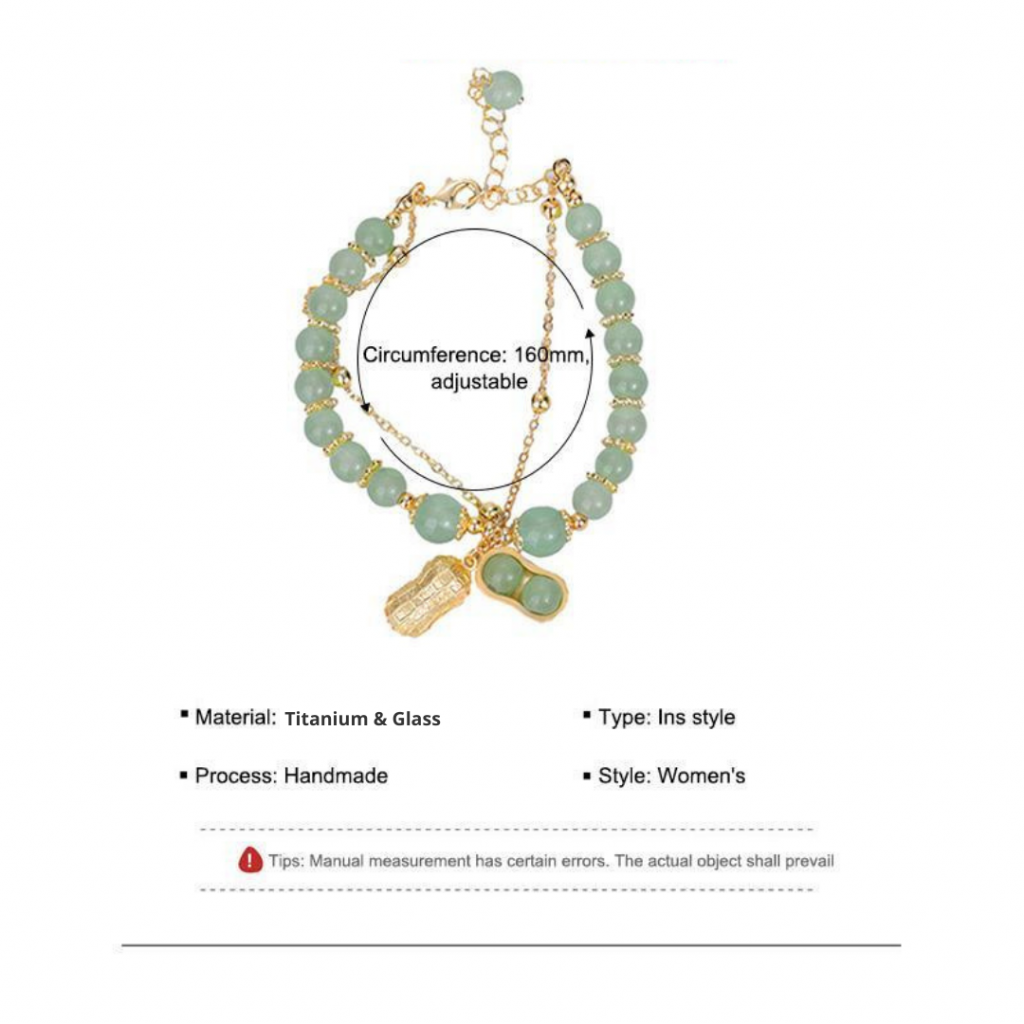 Circumference: 160mm,
adjustable
▪ Material: Titanium & Glass
▪ Type: Ins style
▪ Process: Handmade
▪ Style: Women's
! Tips: Manual measurement has certain errors. The actual object shall prevail